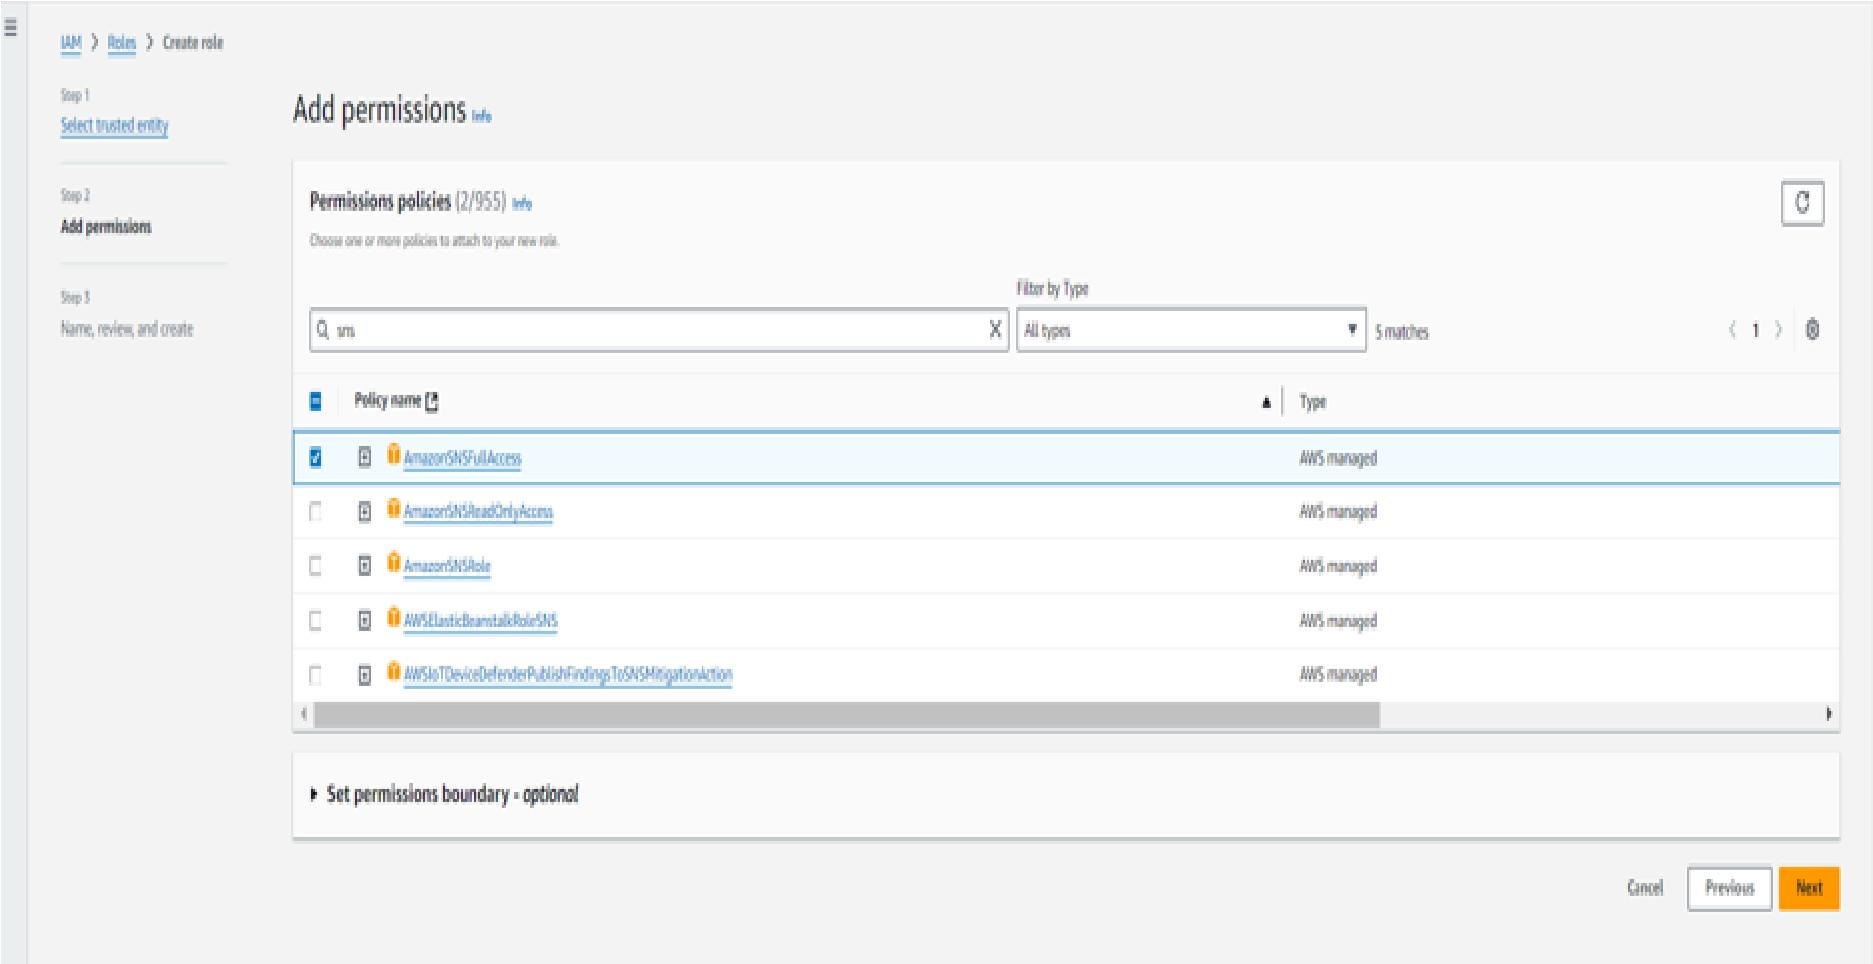 IAM > Roles > Create role
Step 1
Select trusted entity
Step 2
Add permissions
Step 3
Name, review, and create
Add permissions Info
Permissions policies (2/955) Info
Choose one or more policies to attach to your new role.
Filter by Type
sns
All types
5 matches
1
Policy name
Type
AmazonSNSFullAccess
AWS managed
AmazonSNSReadOnlyAccess
AWS managed
AmazonSNSRole
AWS managed
AWSElasticBeanstalkRoleSNS
AWS managed
AWSIoTDeviceDefenderPublishFindingsToSNSMitigationAction
AWS managed
Set permissions boundary - optional
Cancel
Previous
Next